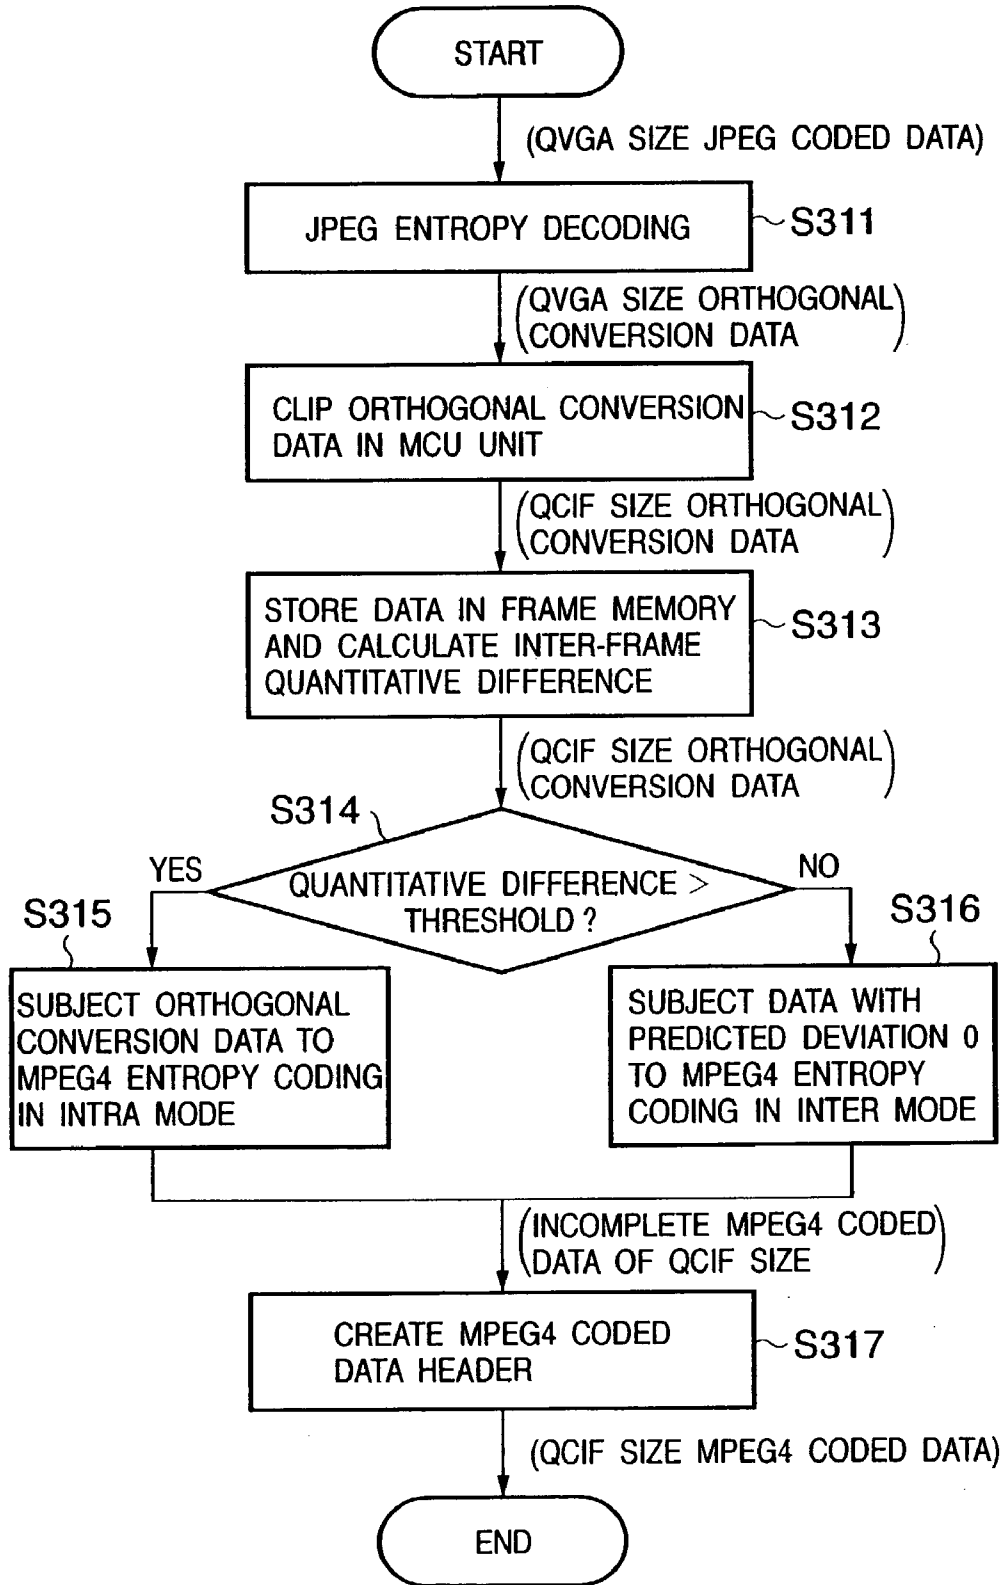 START
(QVGA SIZE JPEG CODED DATA)
JPEG ENTROPY DECODING
S311
(QVGA SIZE ORTHOGONAL
CONVERSION DATA)
CLIP ORTHOGONAL CONVERSION
DATA IN MCU UNIT
S312
(QCIF SIZE ORTHOGONAL
CONVERSION DATA)
STORE DATA IN FRAME MEMORY
AND CALCULATE INTER-FRAME
QUANTITATIVE DIFFERENCE
S313
(QCIF SIZE ORTHOGONAL
CONVERSION DATA)
S314
YES
QUANTITATIVE DIFFERENCE >
THRESHOLD ?
NO
S315
SUBJECT ORTHOGONAL
CONVERSION DATA TO
MPEG4 ENTROPY CODING
IN INTRA MODE
S316
SUBJECT DATA WITH
PREDICTED DEVIATION 0
TO MPEG4 ENTROPY
CODING IN INTER MODE
(INCOMPLETE MPEG4 CODED
DATA OF QCIF SIZE)
CREATE MPEG4 CODED
DATA HEADER
S317
(QCIF SIZE MPEG4 CODED DATA)
END